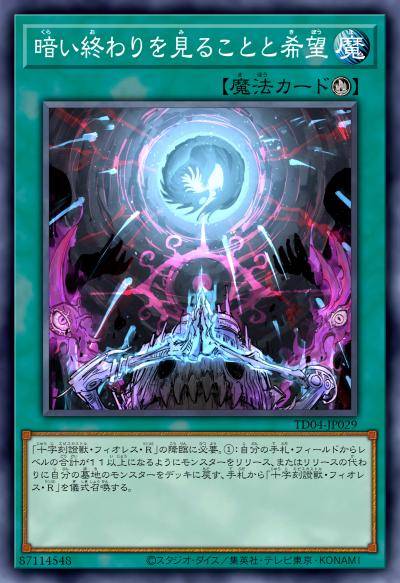 暗い終わりを見ることと希望 魔
【魔法カード】
TD04-JP029
「十字刻證獣・フィオレス・R」の降臨に必要。①：自分の手札・フィールドから
レベルの合計が１１以上になるようにモンスターをリリース、またはリリースの代わ
りに自分の墓地のモンスターをデッキに戻す、手札から「十字刻證獣・フィオレ
ス・R」を儀式召喚する。
87114548 ©スタジオ・ダイス／集英社・テレビ東京・KONAMI